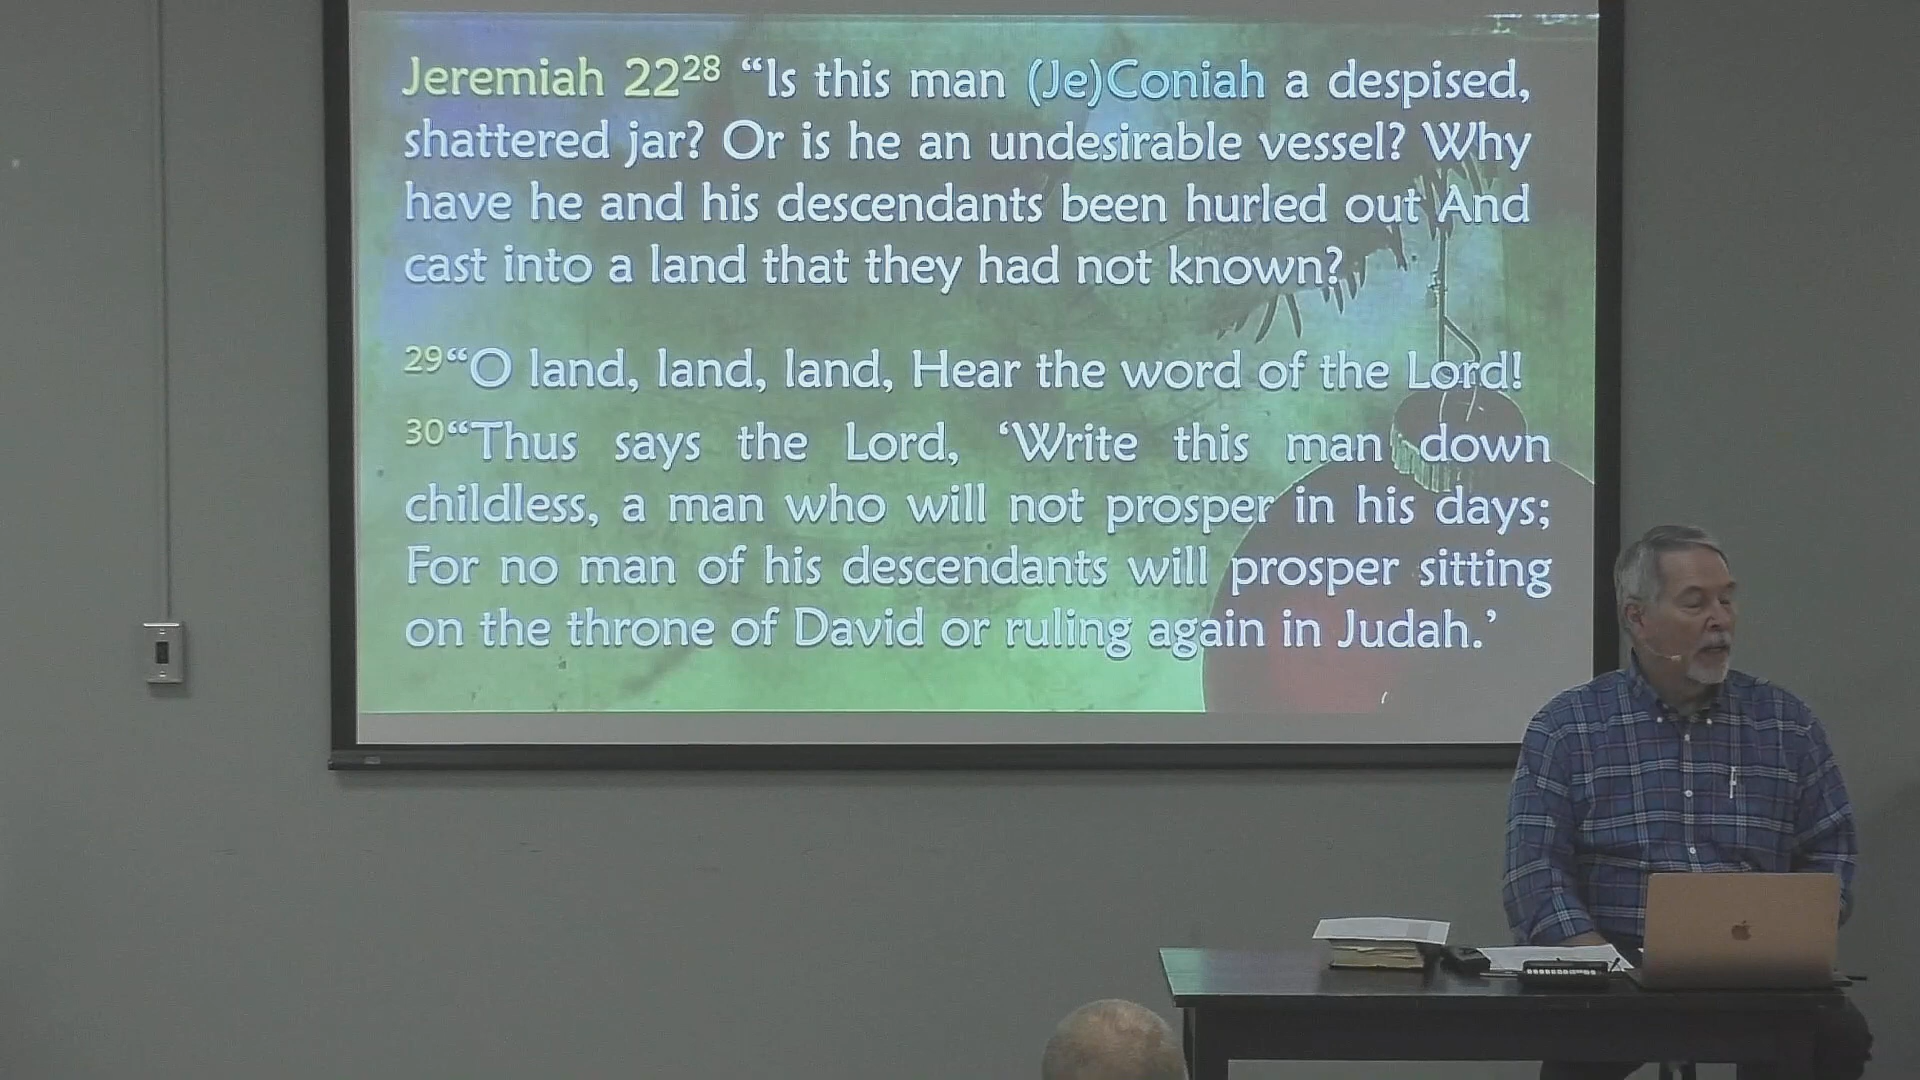 Jeremiah 22²⁸ “Is this man (Je)Coniah a despised,
shattered jar? Or is he an undesirable vessel? Why
have he and his descendants been hurled out And
cast into a land that they had not known?
²⁹“O land, land, land, Hear the word of the Lord!
³⁰“Thus says the Lord, ‘Write this man down
childless, a man who will not prosper in his days;
For no man of his descendants will prosper sitting
on the throne of David or ruling again in Judah.’